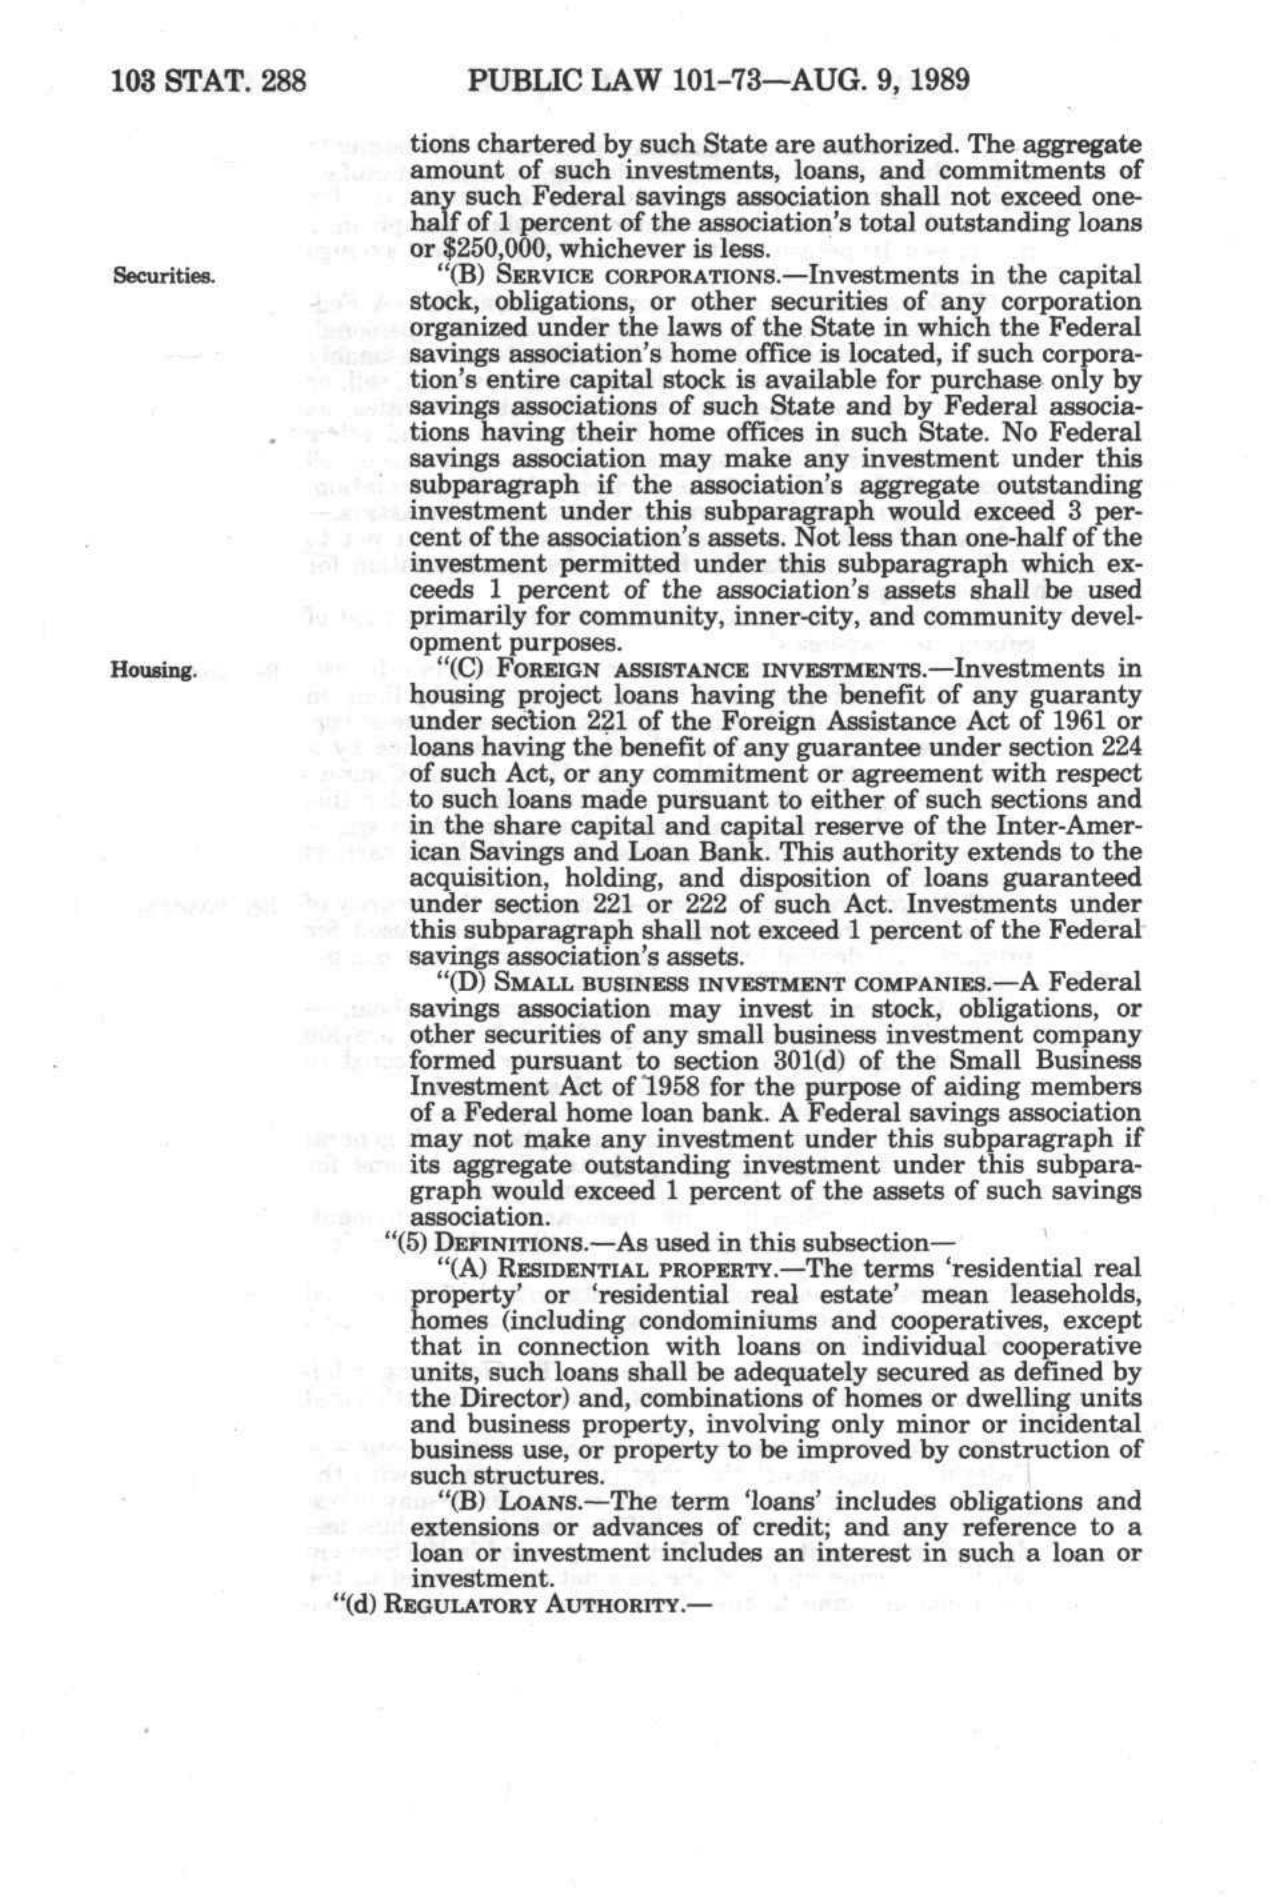 103 STAT. 288
PUBLIC LAW 101-73—AUG. 9, 1989
tions chartered by such State are authorized. The aggregate
amount of such investments, loans, and commitments of
any such Federal savings association shall not exceed one-
half of 1 percent of the association's total outstanding loans
or $250,000, whichever is less.
Securities.
"(B) SERVICE CORPORATIONS.—Investments in the capital
stock, obligations, or other securities of any corporation
organized under the laws of the State in which the Federal
savings association's home office is located, if such corpora-
tion's entire capital stock is available for purchase only by
savings associations of such State and by Federal associa-
tions having their home offices in such State. No Federal
savings association may make any investment under this
subparagraph if the association's aggregate outstanding
investment under this subparagraph would exceed 3 per-
cent of the association's assets. Not less than one-half of the
investment permitted under this subparagraph which ex-
ceeds 1 percent of the association's assets shall be used
primarily for community, inner-city, and community devel-
opment purposes.
Housing.
"(C) FOREIGN ASSISTANCE INVESTMENTS.—Investments in
housing project loans having the benefit of any guaranty
under section 221 of the Foreign Assistance Act of 1961 or
loans having the benefit of any guarantee under section 224
of such Act, or any commitment or agreement with respect
to such loans made pursuant to either of such sections and
in the share capital and capital reserve of the Inter-Amer-
ican Savings and Loan Bank. This authority extends to the
acquisition, holding, and disposition of loans guaranteed
under section 221 or 222 of such Act. Investments under
this subparagraph shall not exceed 1 percent of the Federal
savings association's assets.
"(D) SMALL BUSINESS INVESTMENT COMPANIES.—A Federal
savings association may invest in stock, obligations, or
other securities of any small business investment company
formed pursuant to section 301(d) of the Small Business
Investment Act of 1958 for the purpose of aiding members
of a Federal home loan bank. A Federal savings association
may not make any investment under this subparagraph if
its aggregate outstanding investment under this subpara-
graph would exceed 1 percent of the assets of such savings
association.
"(5) DEFINITIONS.—As used in this subsection—
"(A) RESIDENTIAL PROPERTY.—The terms 'residential real
property' or 'residential real estate' mean leaseholds,
homes (including condominiums and cooperatives, except
that in connection with loans on individual cooperative
units, such loans shall be adequately secured as defined by
the Director) and, combinations of homes or dwelling units
and business property, involving only minor or incidental
business use, or property to be improved by construction of
such structures.
"(B) LOANS.—The term 'loans' includes obligations and
extensions or advances of credit; and any reference to a
loan or investment includes an interest in such a loan or
investment.
"(d) REGULATORY AUTHORITY.—